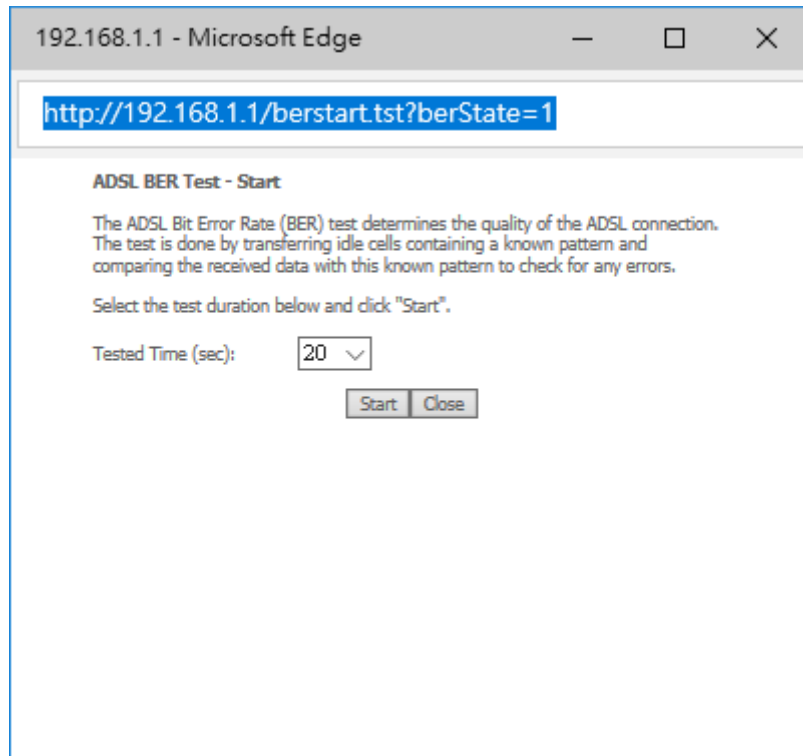 192.168.1.1 - Microsoft Edge
http://192.168.1.1/berstart.tst?berState=1
ADSL BER Test - Start
The ADSL Bit Error Rate (BER) test determines the quality of the ADSL connection.
The test is done by transferring idle cells containing a known pattern and
comparing the received data with this known pattern to check for any errors.
Select the test duration below and click "Start".
Tested Time (sec): 20
Start Close